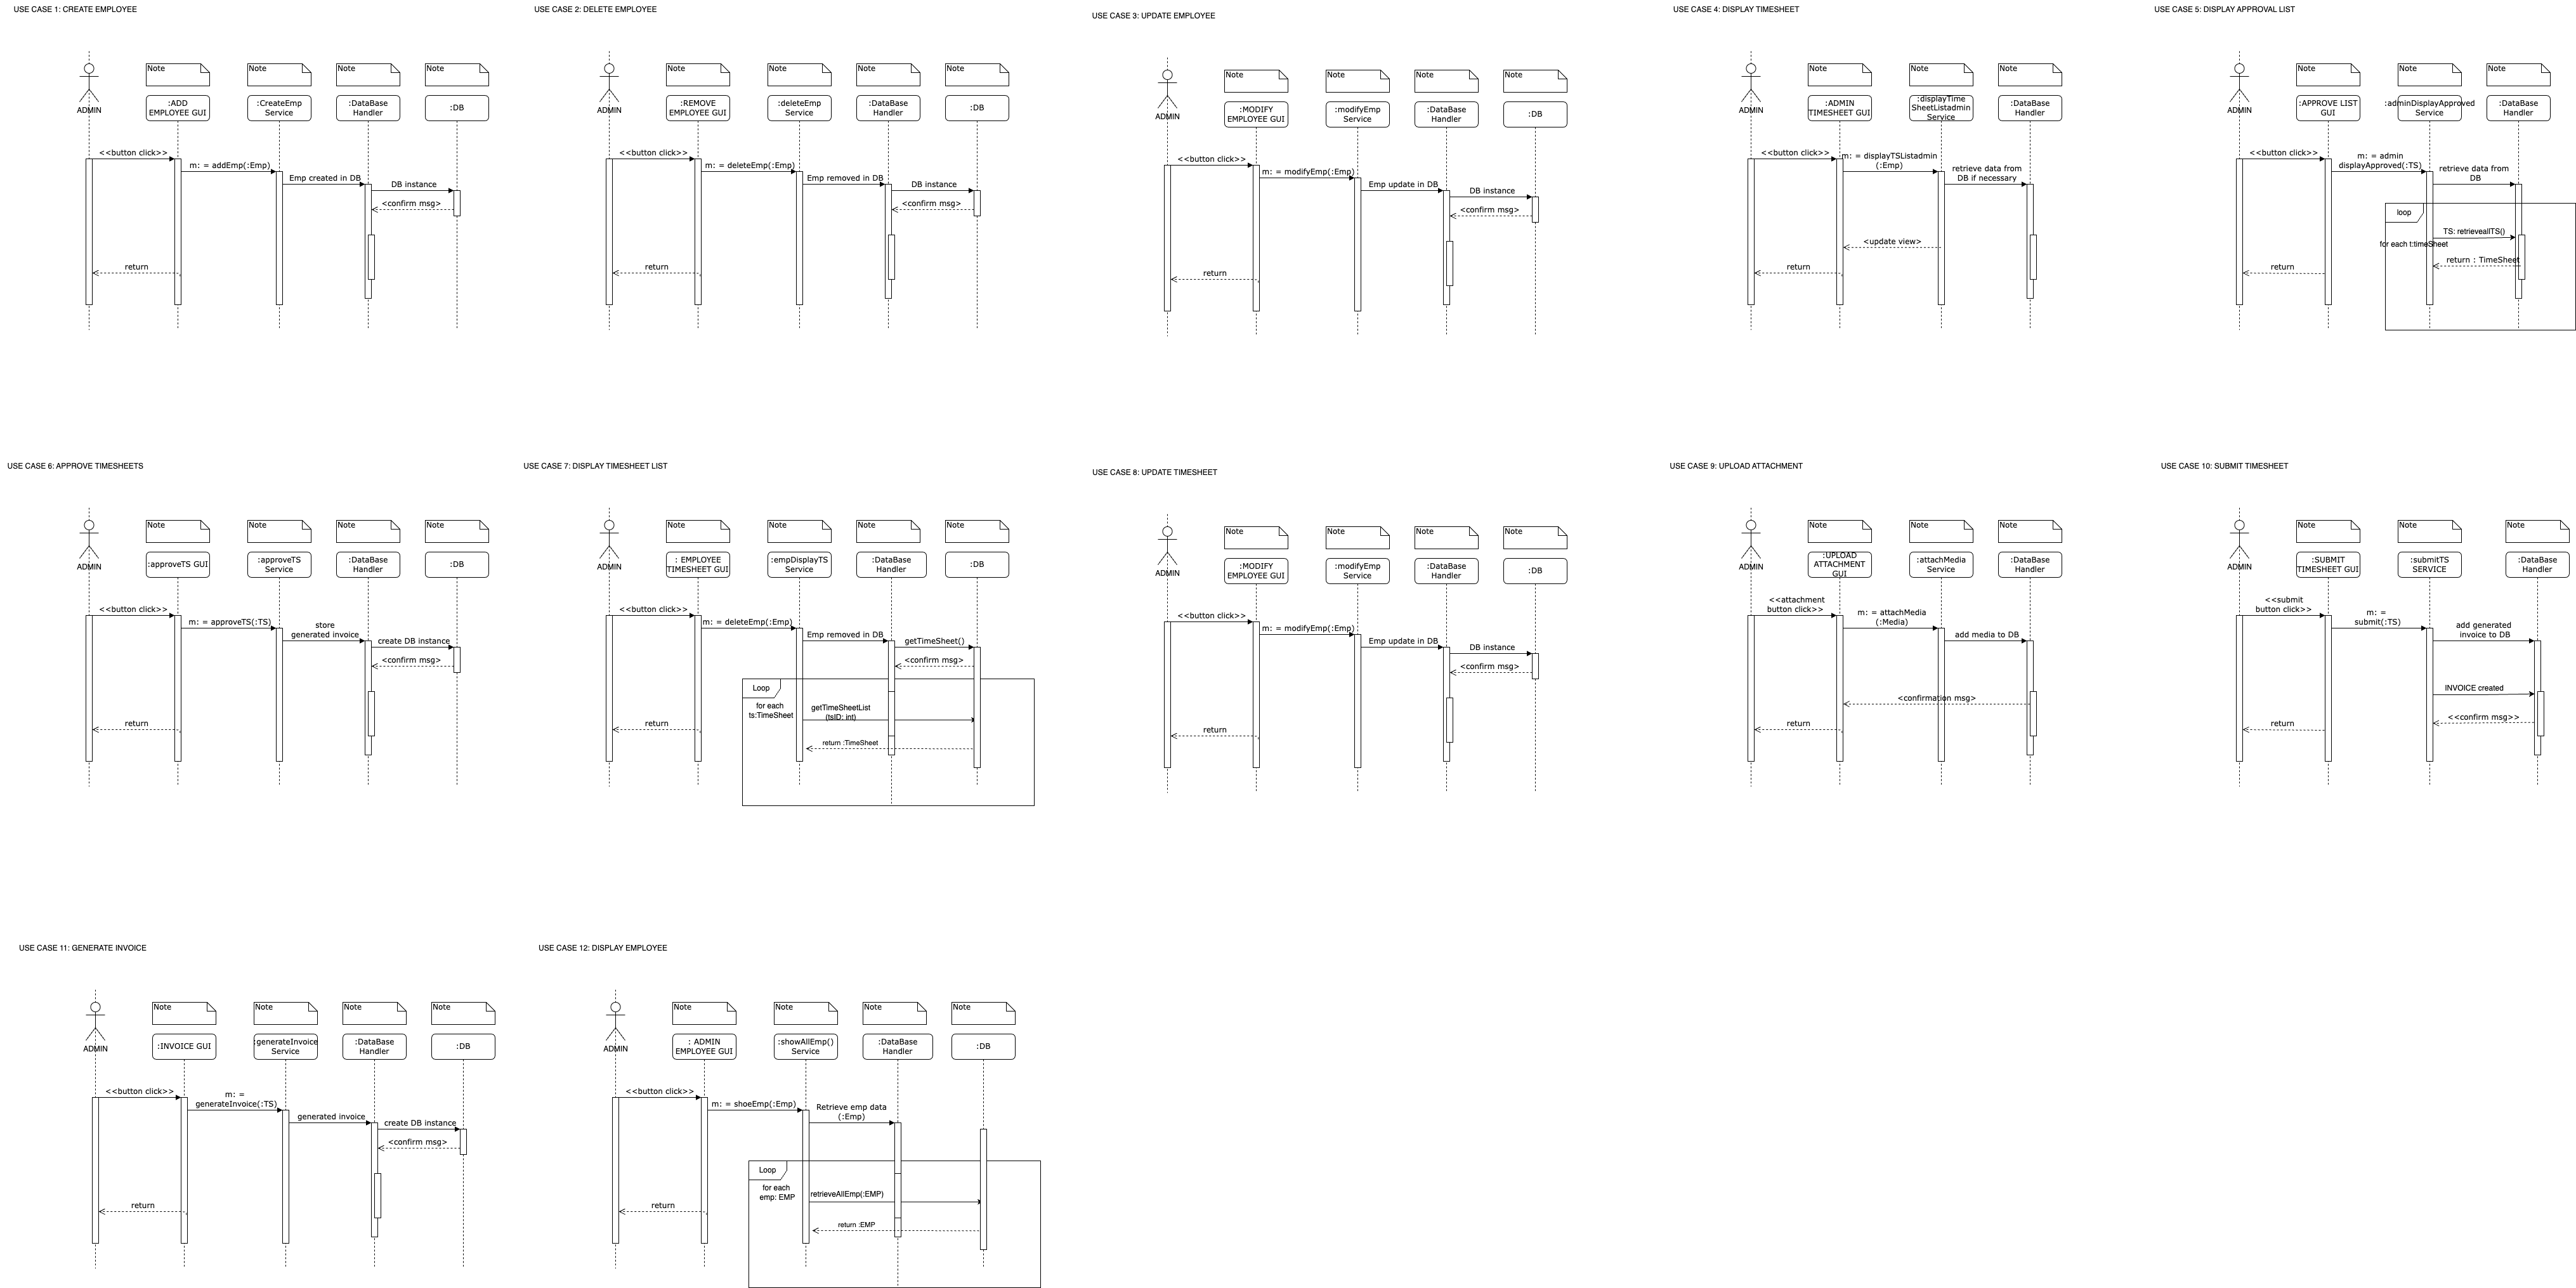 USE CASE 1: CREATE EMPLOYEE
Note
Note
Note
Note
ADMIN
:ADD
EMPLOYEE GUI
:CreateEmp
Service
:DataBase
Handler
:DB
<<button click>>
m: = addEmp(:Emp)
Emp created in DB
DB instance
<confirm msg>
return
USE CASE 2: DELETE EMPLOYEE
Note
Note
Note
Note
ADMIN
:REMOVE
EMPLOYEE GUI
:deleteEmp
Service
:DataBase
Handler
:DB
<<button click>>
m: = deleteEmp(:Emp)
Emp removed in DB
DB instance
<confirm msg>
return
USE CASE 3: UPDATE EMPLOYEE
Note
Note
Note
Note
ADMIN
:MODIFY
EMPLOYEE GUI
:modifyEmp
Service
:DataBase
Handler
:DB
<<button click>>
m: = modifyEmp(:Emp)
Emp update in DB
DB instance
<confirm msg>
return
USE CASE 4: DISPLAY TIMESHEET
Note
Note
Note
ADMIN
:ADMIN
TIMESHEET GUI
:displayTime
SheetListadmin
Service
:DataBase
Handler
<<button click>>
m: = displayTSListadmin
(:Emp)
retrieve data from
DB if necessary
<update view>
return
USE CASE 5: DISPLAY APPROVAL LIST
Note
Note
Note
ADMIN
:APPROVE LIST
GUI
:adminDisplayApproved
Service
:DataBase
Handler
<<button click>>
m: = admin
displayApproved(:TS)
retrieve data from
DB
loop
for each t:timeSheet
TS: retrieveallTS()
return : TimeSheet
return
USE CASE 6: APPROVE TIMESHEETS
Note
Note
Note
Note
ADMIN
:approveTS GUI
:approveTS
Service
:DataBase
Handler
:DB
<<button click>>
m: = approveTS(:TS)
store
generated invoice
create DB instance
<confirm msg>
return
USE CASE 7: DISPLAY TIMESHEET LIST
Note
Note
Note
Note
ADMIN
: EMPLOYEE
TIMESHEET GUI
:empDisplayTS
Service
:DataBase
Handler
:DB
<<button click>>
m: = deleteEmp(:Emp)
Emp removed in DB
getTimeSheet()
<confirm msg>
Loop
for each
ts:TimeSheet
getTimeSheetList
(tsID: int)
return :TimeSheet
return
USE CASE 8: UPDATE TIMESHEET
Note
Note
Note
Note
ADMIN
:MODIFY
EMPLOYEE GUI
:modifyEmp
Service
:DataBase
Handler
:DB
<<button click>>
m: = modifyEmp(:Emp)
Emp update in DB
DB instance
<confirm msg>
return
USE CASE 9: UPLOAD ATTACHMENT
Note
Note
Note
ADMIN
:UPLOAD
ATTACHMENT
GUI
:attachMedia
Service
:DataBase
Handler
<<attachment
button click>>
m: = attachMedia
(:Media)
add media to DB
<confirmation msg>
return
USE CASE 10: SUBMIT TIMESHEET
Note
Note
Note
ADMIN
:SUBMIT
TIMESHEET GUI
:submitTS
SERVICE
:DataBase
Handler
<<submit
button click>>
m: =
submit(:TS)
add generated
invoice to DB
INVOICE created
<<confirm msg>>
return
USE CASE 11: GENERATE INVOICE
Note
Note
Note
Note
ADMIN
:INVOICE GUI
:generateInvoice
Service
:DataBase
Handler
:DB
<<button click>>
m: =
generateInvoice(:TS)
generated invoice
create DB instance
<confirm msg>
return
USE CASE 12: DISPLAY EMPLOYEE
Note
Note
Note
Note
ADMIN
: ADMIN
EMPLOYEE GUI
:showAllEmp()
Service
:DataBase
Handler
:DB
<<button click>>
m: = shoeEmp(:Emp)
Retrieve emp data
(:Emp)
Loop
for each
emp: EMP
retrieveAllEmp(:EMP)
return :EMP
return